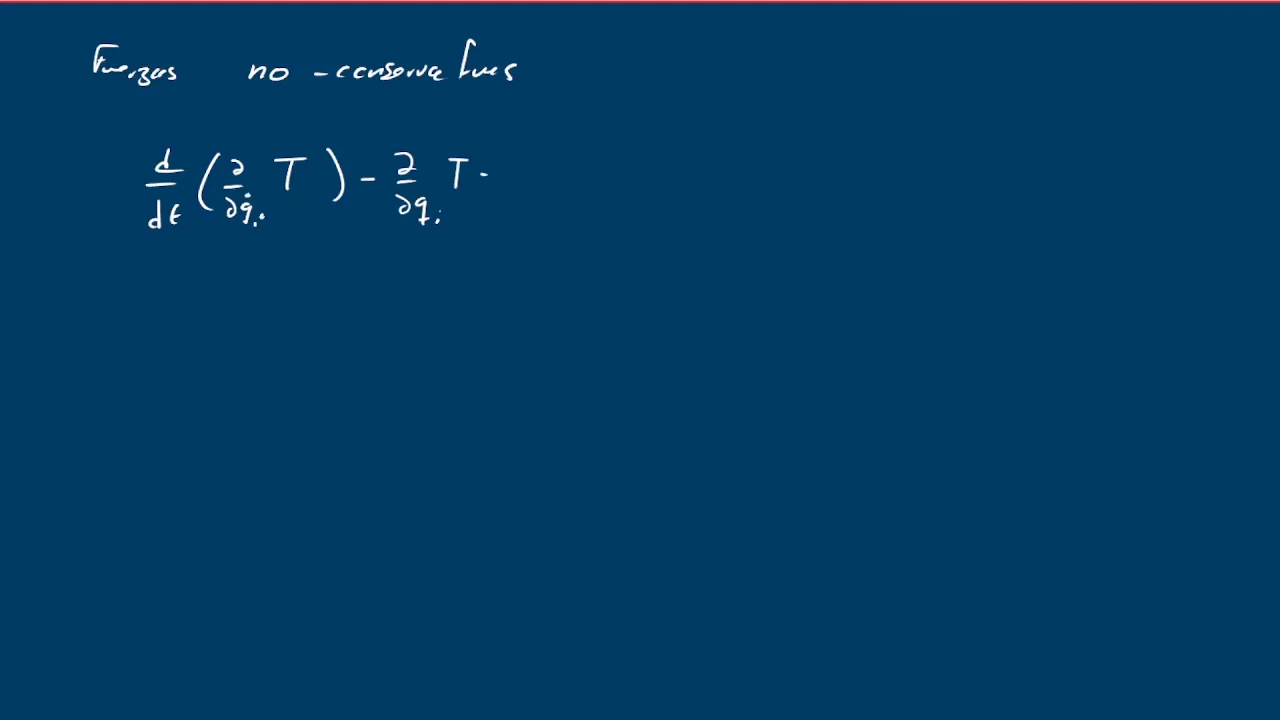 Fuerzas no-conservativas
d/dt (∂/∂q̇ᵢ T) - ∂/∂qᵢ T